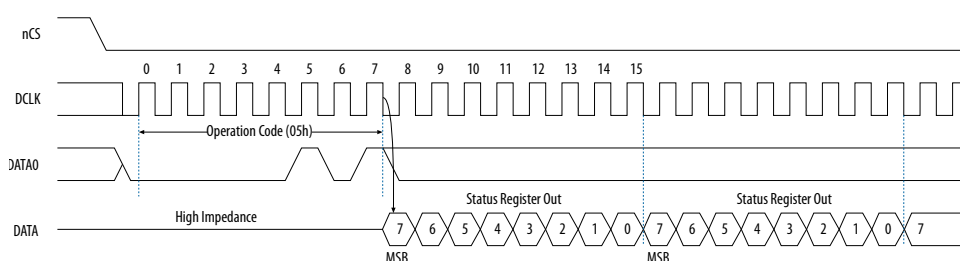 nCS
0 1 2 3 4 5 6 7 8 9 10 11 12 13 14 15
DCLK
Operation Code (05h)
DATA0
High Impedance
Status Register Out
Status Register Out
DATA
7 6 5 4 3 2 1 0 7 6 5 4 3 2 1 0 7
MSB
MSB